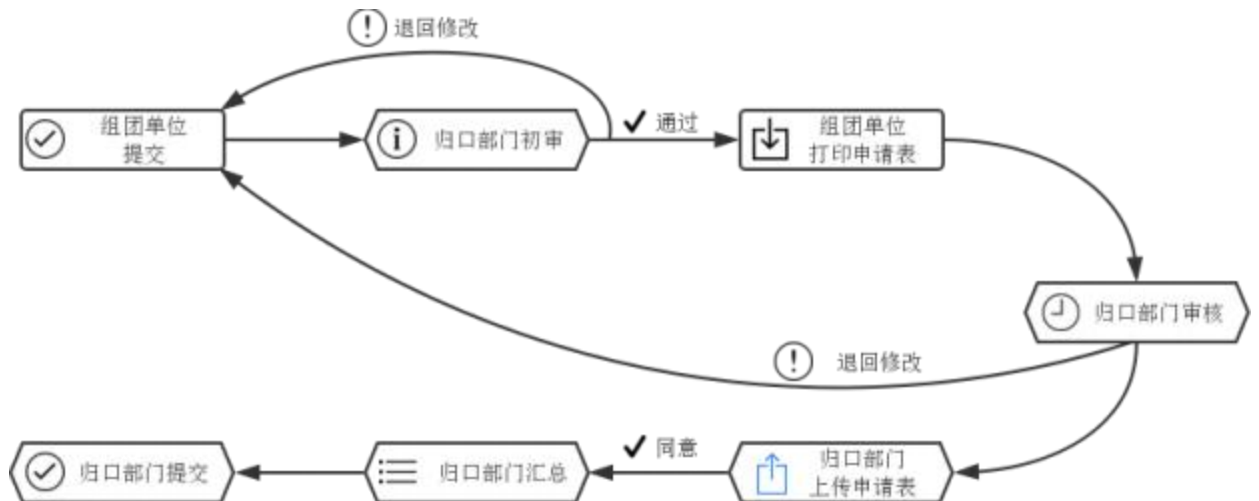 退回修改
组团单位
提交
归口部门初审
通过
组团单位
打印申请表
归口部门审核
退回修改
归口部门提交
归口部门汇总
同意
归口部门
上传申请表